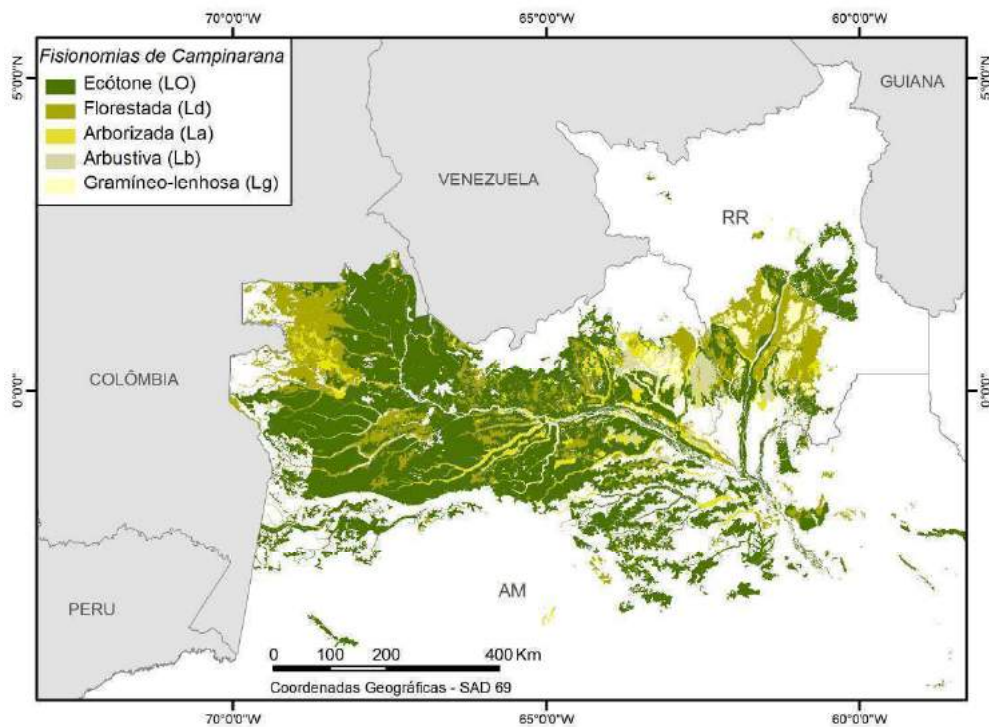 70°0'0"W
65°0'0"W
60°0'0"W
5°0'0"N
5°0'0"N
Fisionomias de Campinarana
Ecótone (LO)
Florestada (Ld)
Arborizada (La)
Arbustiva (Lb)
Gramíneo-lenhosa (Lg)
GUIANA
VENEZUELA
RR
COLÔMBIA
0°0'0"
0°0'0"
AM
PERU
0 100 200 400 Km
Coordenadas Geográficas - SAD 69
70°0'0"W
65°0'0"W
60°0'0"W